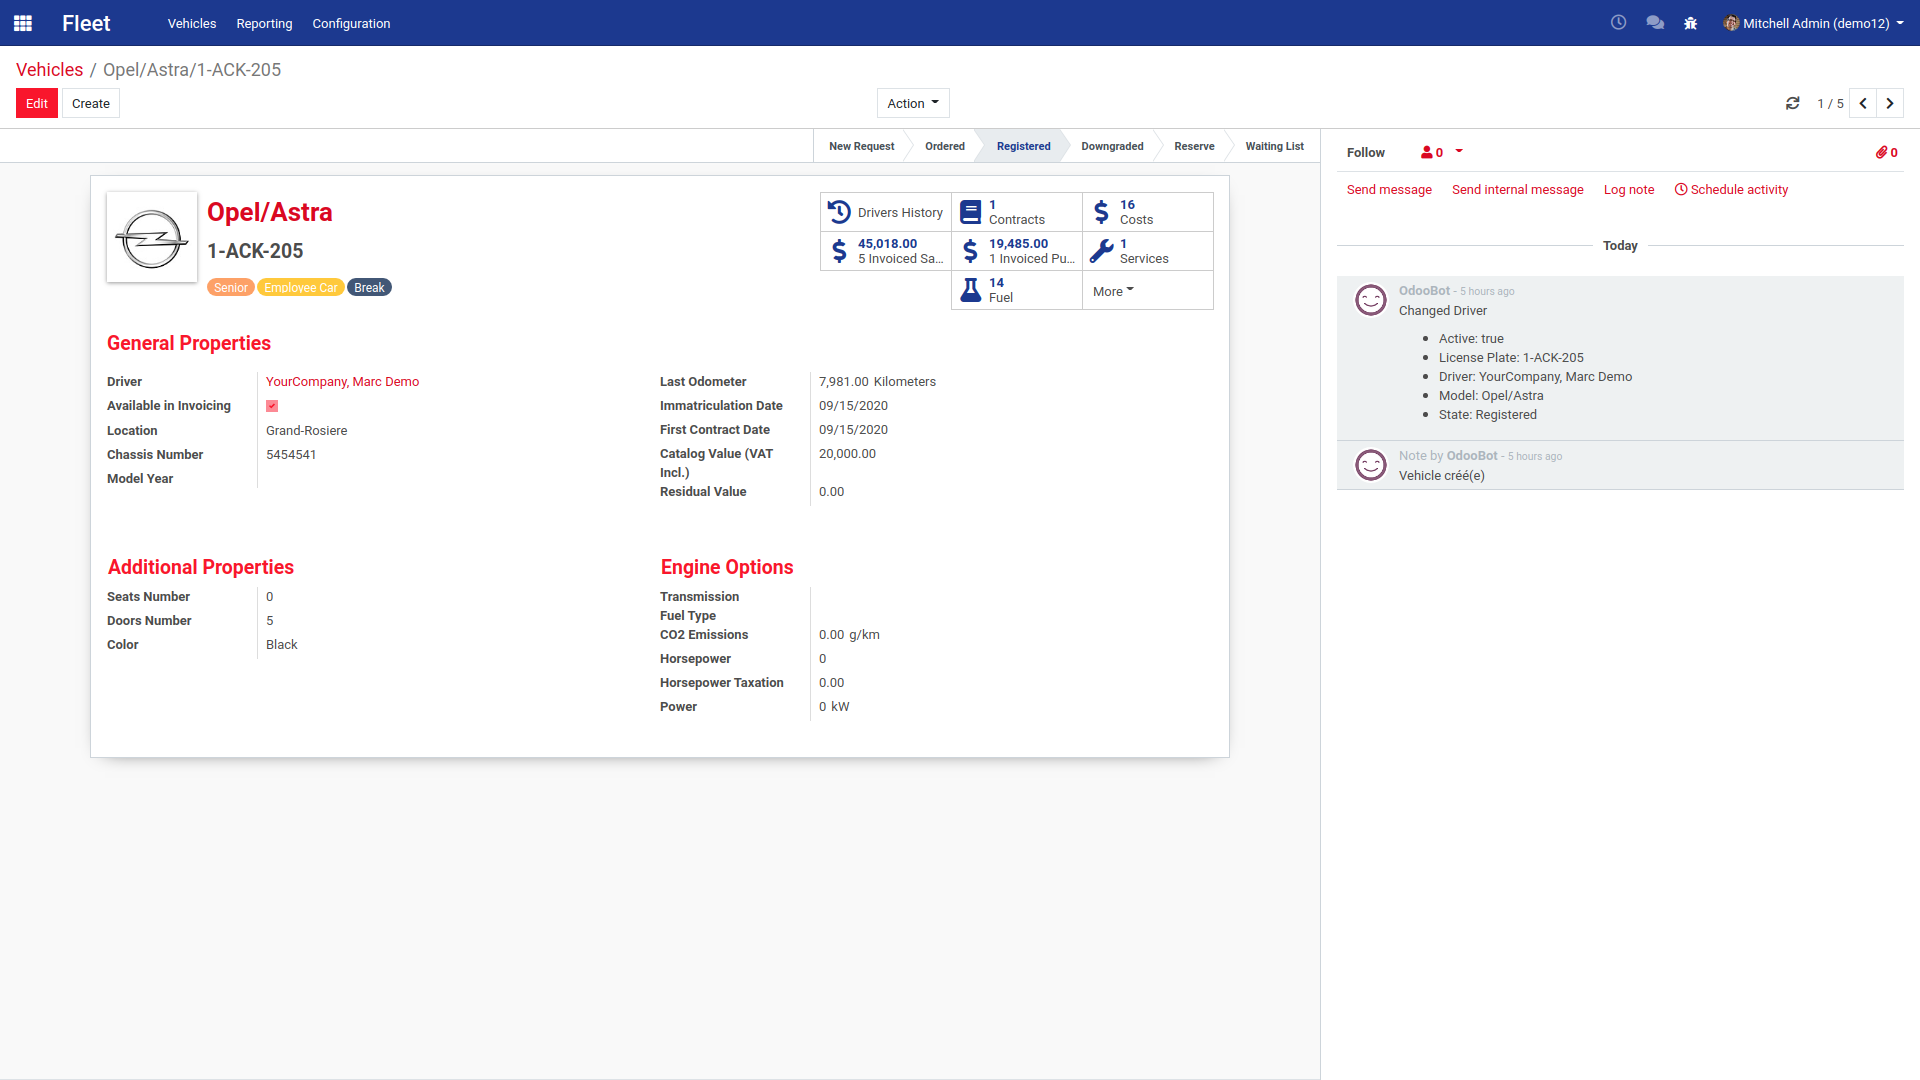 Fleet Vehicles Reporting Configuration Mitchell Admin (demo12)
Vehicles / Opel/Astra/1-ACK-205
Edit Create Action 1 / 5
New Request Ordered Registered Downgraded Reserve Waiting List
Opel/Astra
1-ACK-205
Senior Employee Car Break
Drivers History
1
Contracts
16
Costs
45,018.00
5 Invoiced Sa...
19,485.00
1 Invoiced Pu...
1
Services
14
Fuel
More
General Properties
Driver YourCompany, Marc Demo
Available in Invoicing
Location Grand-Rosiere
Chassis Number 5454541
Model Year
Last Odometer 7,981.00 Kilometers
Immatriculation Date 09/15/2020
First Contract Date 09/15/2020
Catalog Value (VAT 20,000.00
Incl.)
Residual Value 0.00
Additional Properties
Seats Number 0
Doors Number 5
Color Black
Engine Options
Transmission
Fuel Type
CO2 Emissions 0.00 g/km
Horsepower 0
Horsepower Taxation 0.00
Power 0 kW
Follow 0 0
Send message Send internal message Log note Schedule activity
Today
OdooBot - 5 hours ago
Changed Driver
Active: true
License Plate: 1-ACK-205
Driver: YourCompany, Marc Demo
Model: Opel/Astra
State: Registered
Note by OdooBot - 5 hours ago
Vehicle créé(e)